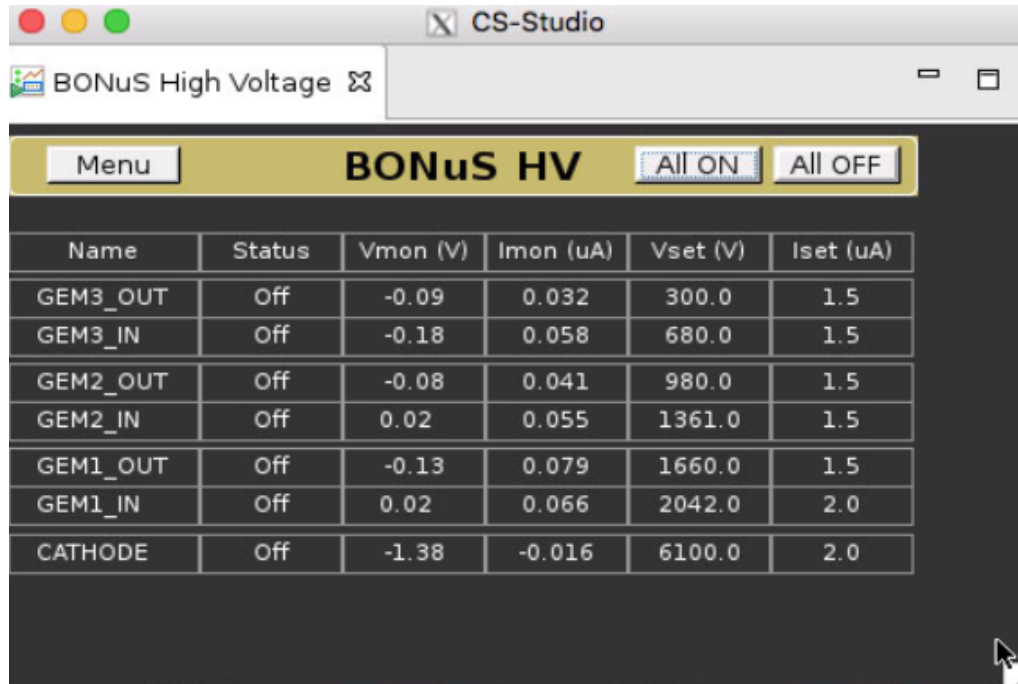 X CS-Studio
BONuS High Voltage
Menu BONuS HV All ON All OFF
Name Status Vmon (V) Imon (uA) Vset (V) Iset (uA)
GEM3_OUT Off -0.09 0.032 300.0 1.5
GEM3_IN Off -0.18 0.058 680.0 1.5
GEM2_OUT Off -0.08 0.041 980.0 1.5
GEM2_IN Off 0.02 0.055 1361.0 1.5
GEM1_OUT Off -0.13 0.079 1660.0 1.5
GEM1_IN Off 0.02 0.066 2042.0 2.0
CATHODE Off -1.38 -0.016 6100.0 2.0